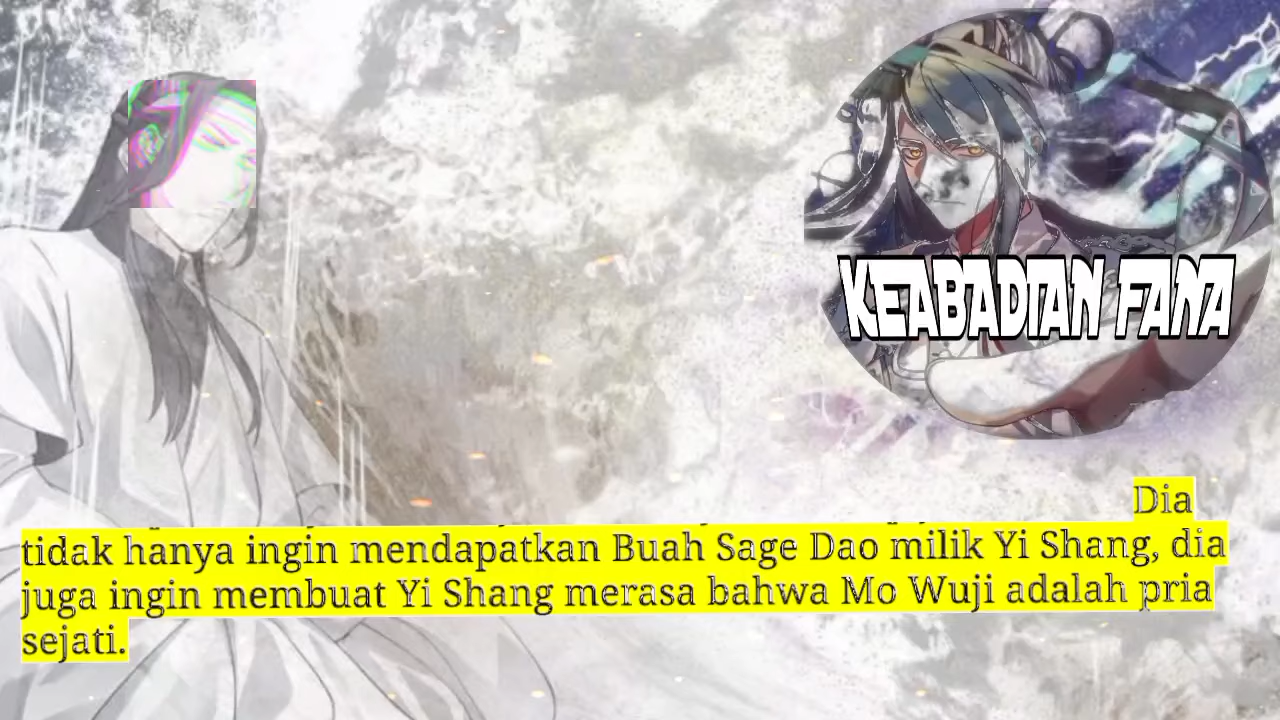 KEABADIAN FANA
Dia
tidak hanya ingin mendapatkan Buah Sage Dao milik Yi Shang, dia
juga ingin membuat Yi Shang merasa bahwa Mo Wuji adalah pria
sejati.